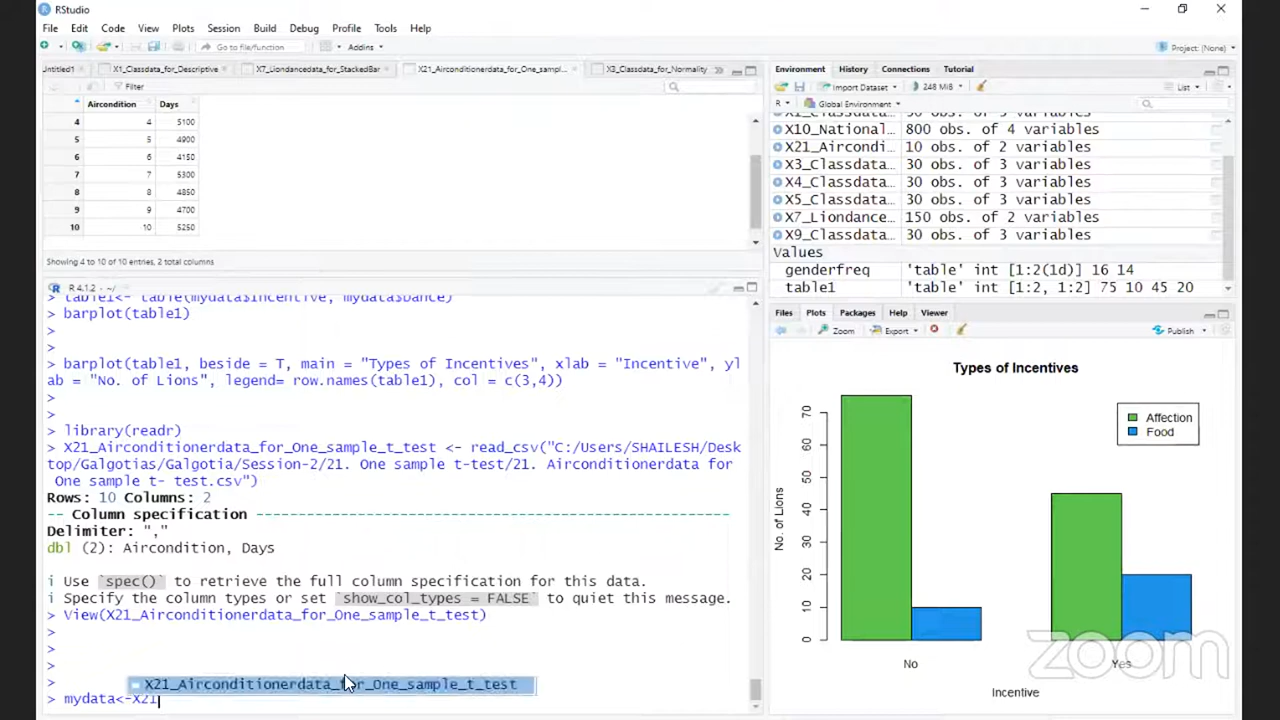 RStudio
File Edit Code View Plots Session Build Debug Profile Tools Help
Go to file/function Addins Project: (None)
Untitled1 X1_Classdata_for_Descriptive X7_Liondancedata_for_StackedBar X21_Airconditionerdata_for_One_sampl... X3_Classdata_for_Normality
Filter
Aircondition Days
4 4 5100
5 5 4900
6 6 4150
7 7 5300
8 8 4850
9 9 4700
10 10 5250
Showing 4 to 10 of 10 entries, 2 total columns
R 4.1.2 · ~/
> table1<- table(mydata$Incentive, mydata$Dance)
> barplot(table1)
>
>
> barplot(table1, beside = T, main = "Types of Incentives", xlab = "Incentive", yl
ab = "No. of Lions", legend= row.names(table1), col = c(3,4))
>
>
> library(readr)
> X21_Airconditionerdata_for_One_sample_t_test <- read_csv("C:/Users/SHAILESH/Desk
top/Galgotias/Galgotia/Session-2/21. One sample t-test/21. Airconditionerdata for
One sample t- test.csv")
Rows: 10 Columns: 2
-- Column specification --------------------------------------------------------
Delimiter: ","
dbl (2): Aircondition, Days
i Use `spec()` to retrieve the full column specification for this data.
i Specify the column types or set `show_col_types = FALSE` to quiet this message.
> View(X21_Airconditionerdata_for_One_sample_t_test)
>
>
>
>
X21_Airconditionerdata_for_One_sample_t_test
> mydata<-X21
Environment History Connections Tutorial
Import Dataset 248 MiB List
R Global Environment
30 obs. of 3 variables
X10_National... 800 obs. of 4 variables
X21_Aircondi... 10 obs. of 2 variables
X3_Classdata... 30 obs. of 3 variables
X4_Classdata... 30 obs. of 3 variables
X5_Classdata... 30 obs. of 3 variables
X7_Liondance... 150 obs. of 2 variables
X9_Classdata... 30 obs. of 3 variables
Values
genderfreq 'table' int [1:2(1d)] 16 14
table1 'table' int [1:2, 1:2] 75 10 45 20
Files Plots Packages Help Viewer
Zoom Export Publish
Types of Incentives
Affection
Food
No. of Lions
70
60
50
40
30
20
10
0
No Yes
Incentive
zoom